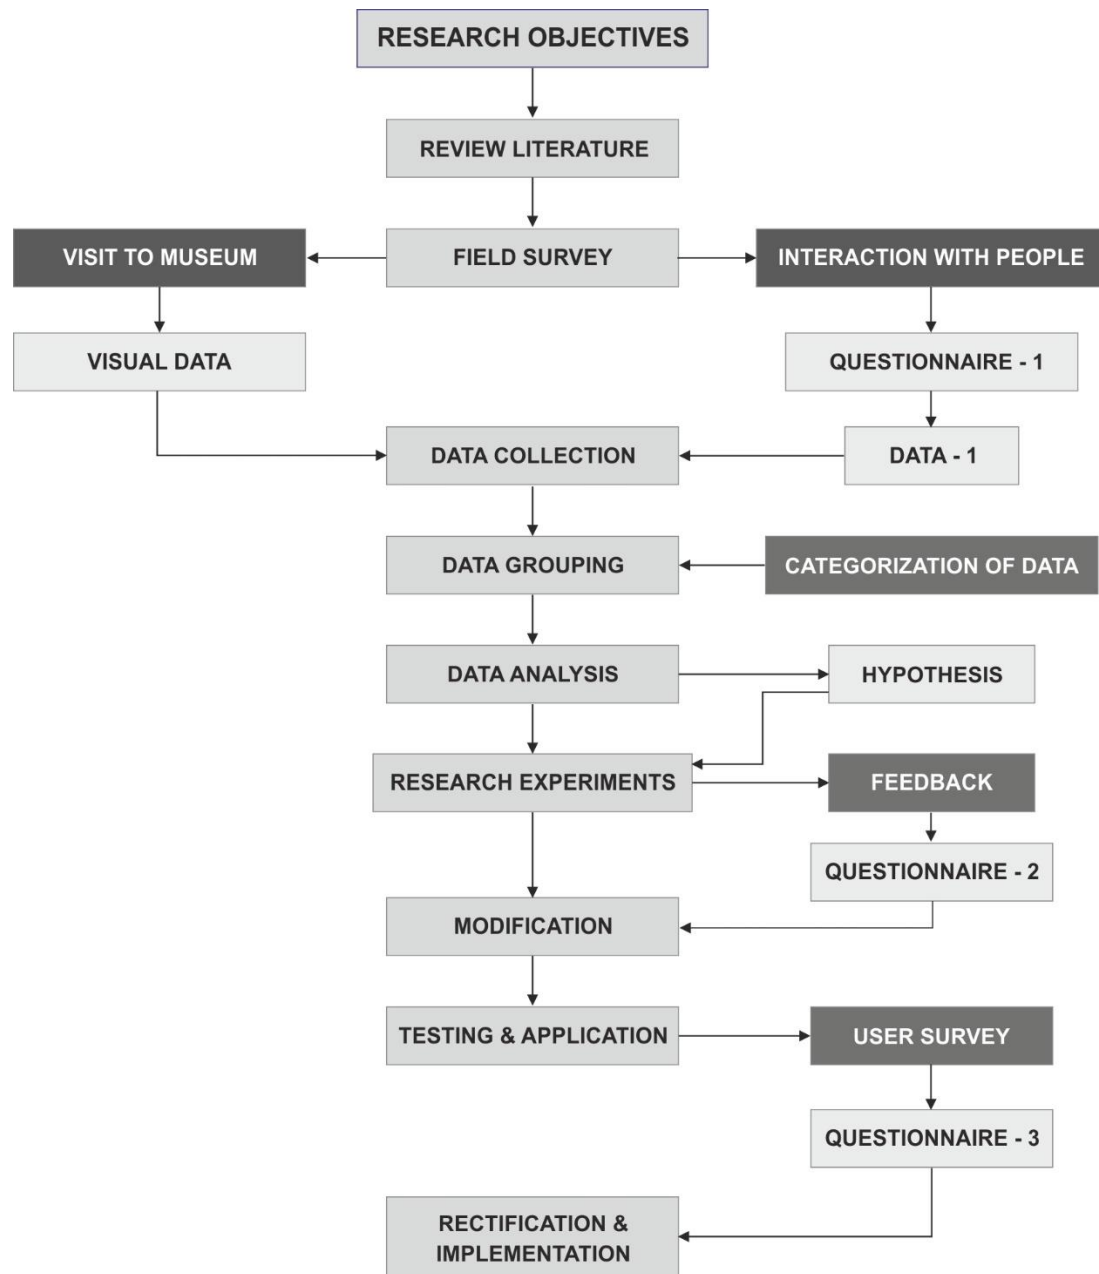 RESEARCH OBJECTIVES
REVIEW LITERATURE
VISIT TO MUSEUM
FIELD SURVEY
INTERACTION WITH PEOPLE
VISUAL DATA
QUESTIONNAIRE - 1
DATA COLLECTION
DATA - 1
DATA GROUPING
CATEGORIZATION OF DATA
DATA ANALYSIS
HYPOTHESIS
RESEARCH EXPERIMENTS
FEEDBACK
QUESTIONNAIRE - 2
MODIFICATION
TESTING & APPLICATION
USER SURVEY
QUESTIONNAIRE - 3
RECTIFICATION &
IMPLEMENTATION